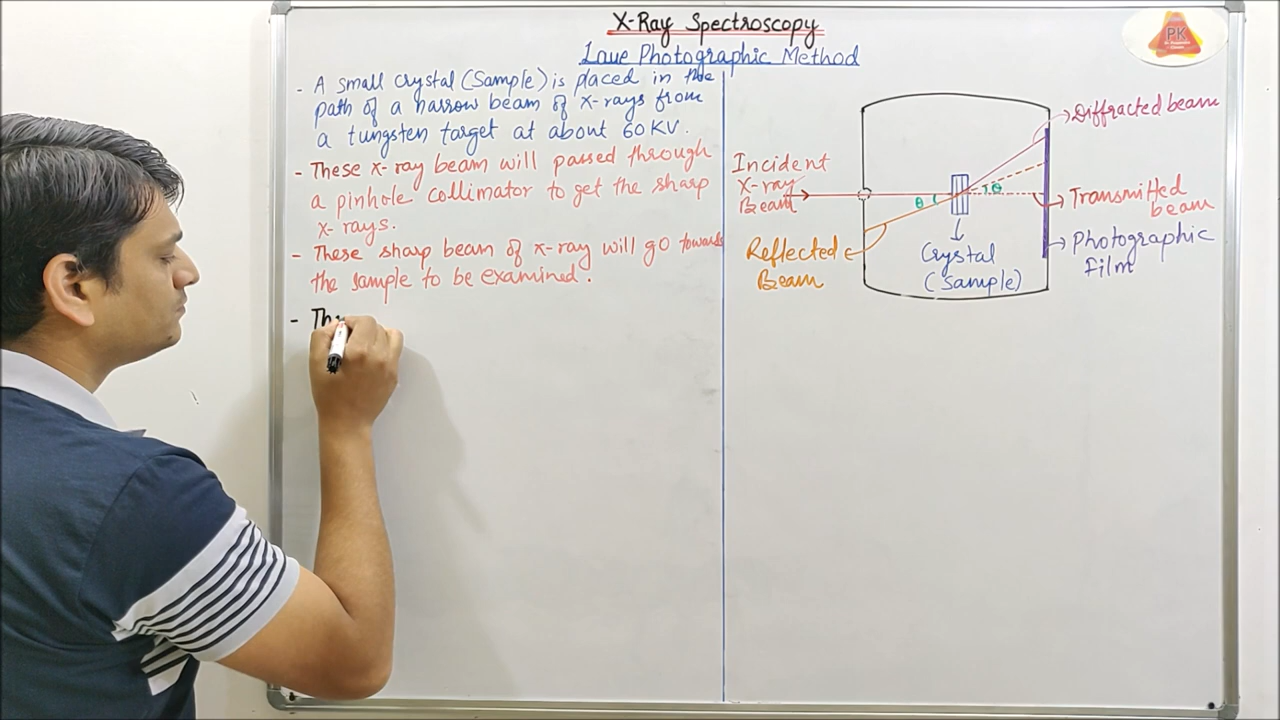 X-Ray Spectroscopy
Laue Photographic Method
- A small crystal (Sample) is placed in the
path of a narrow beam of X-rays from
a tungsten target at about 60 KV.
- These x-ray beam will passed through
a pinhole collimator to get the sharp
x-rays.
- These sharp beam of x-ray will go towards
the sample to be examined.
- Th
Incident
X-ray
Beam
Reflected
Beam
θ
θ
Crystal
(Sample)
Diffracted beam
Transmitted
beam
Photographic
film
PK